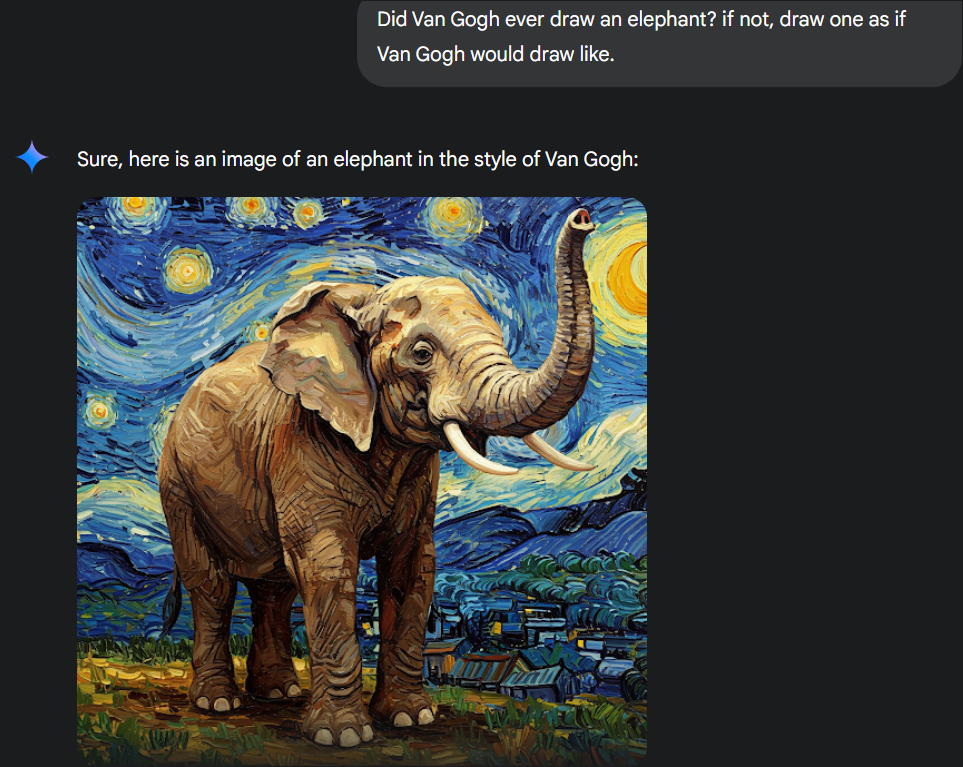 Did Van Gogh ever draw an elephant? if not, draw one as if
Van Gogh would draw like.
Sure, here is an image of an elephant in the style of Van Gogh: